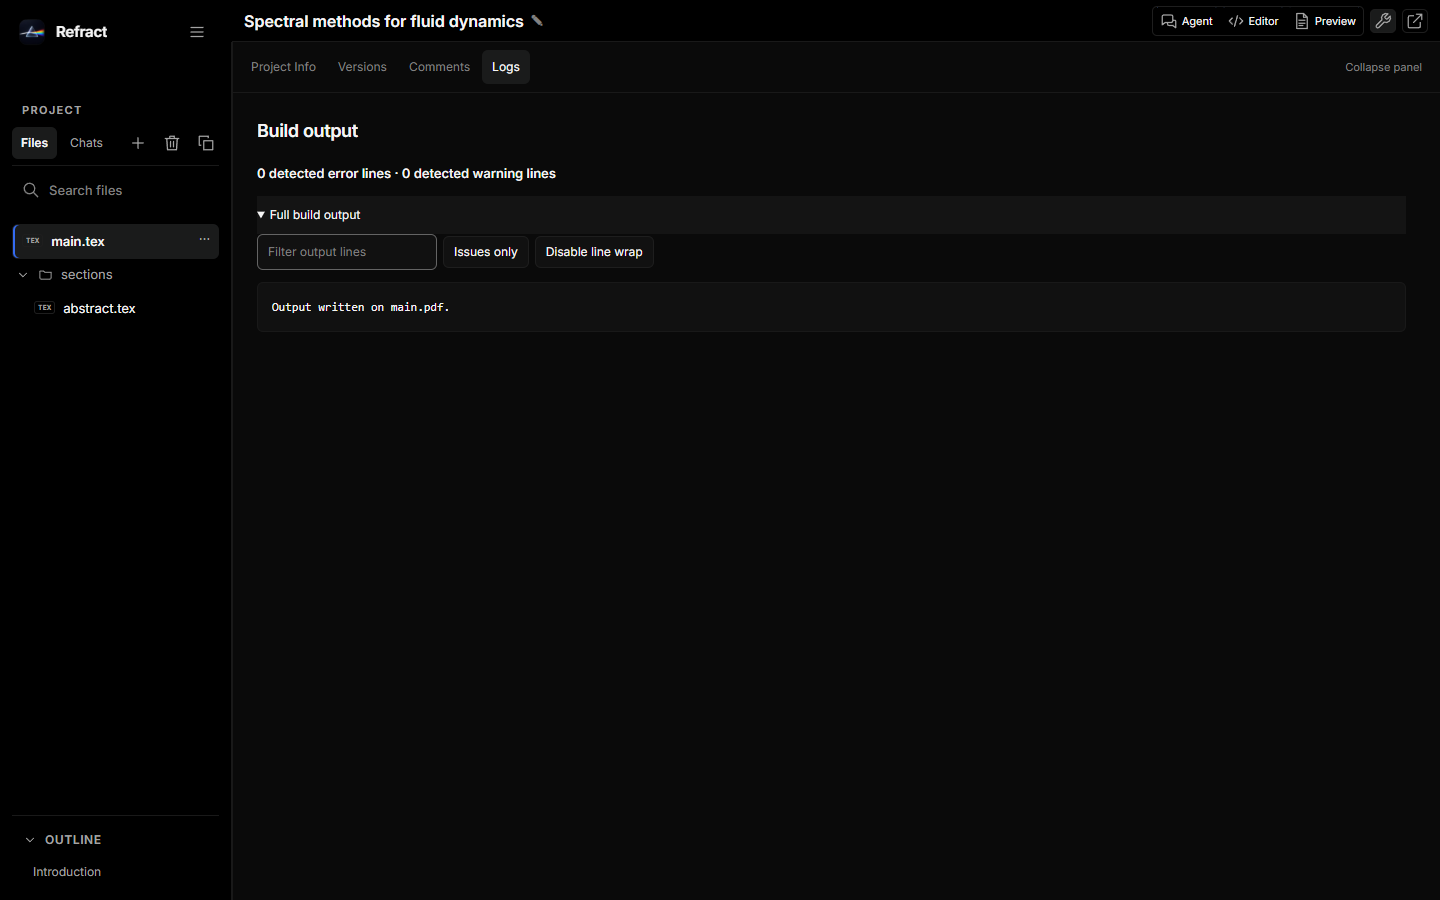 Refract
Spectral methods for fluid dynamics
Agent
Editor
Preview
Project Info
Versions
Comments
Logs
Collapse panel
PROJECT
Files
Chats
Search files
TEX main.tex
sections
TEX abstract.tex
Build output
0 detected error lines · 0 detected warning lines
Full build output
Filter output lines
Issues only
Disable line wrap
Output written on main.pdf.
OUTLINE
Introduction